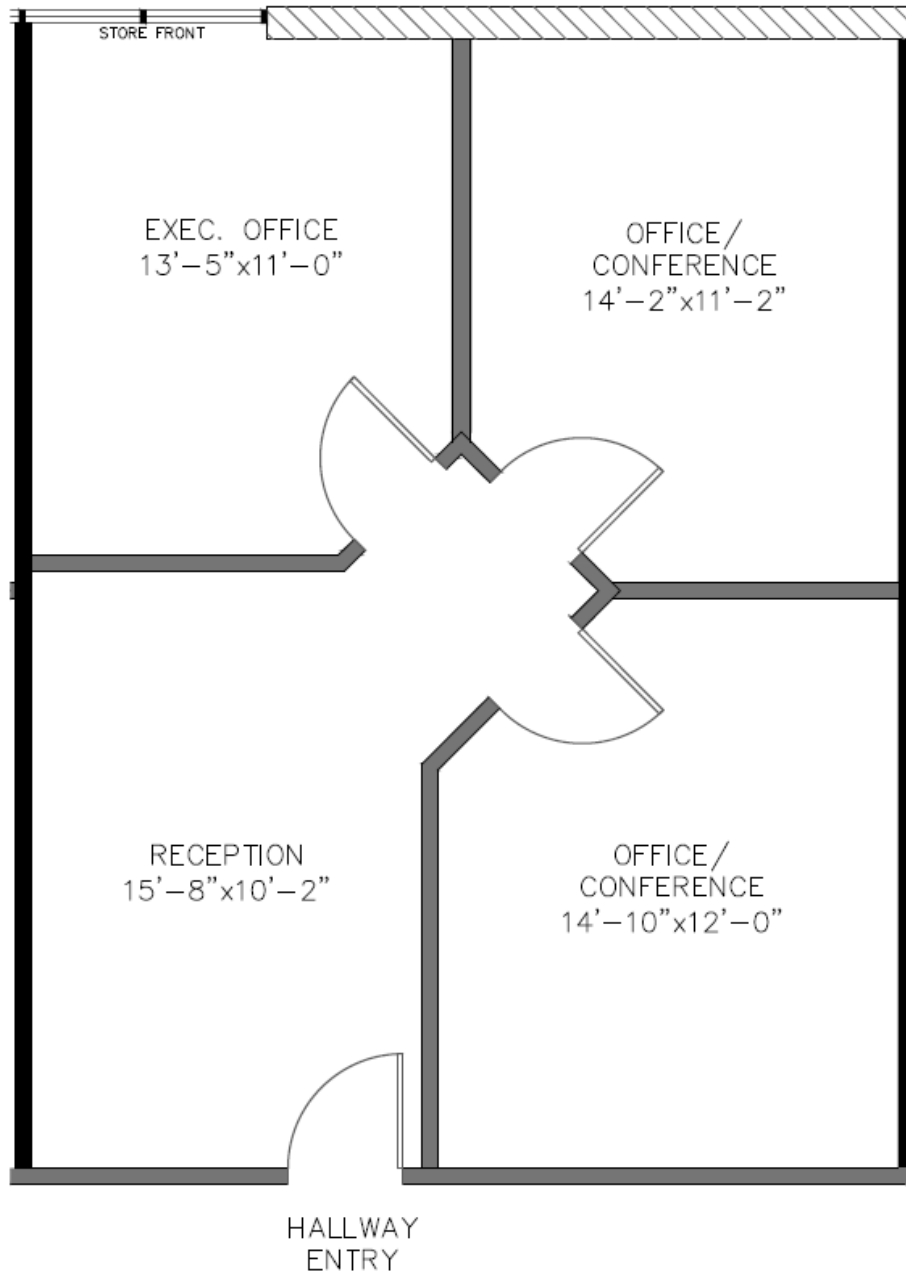 STORE FRONT
EXEC. OFFICE
13'-5"x11'-0"
OFFICE/
CONFERENCE
14'-2"x11'-2"
RECEPTION
15'-8"x10'-2"
OFFICE/
CONFERENCE
14'-10"x12'-0"
HALLWAY
ENTRY